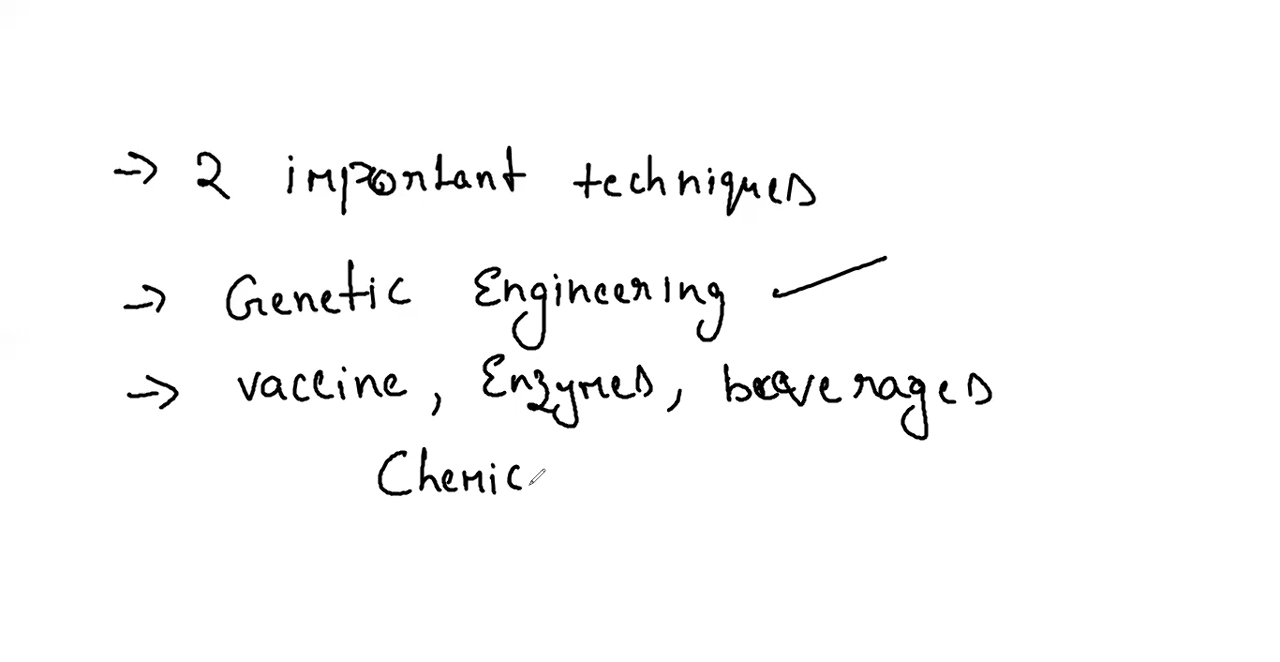 → 2 important techniques
→ Genetic Engineering
→ vaccine, Enzymes, beverages
Chemic